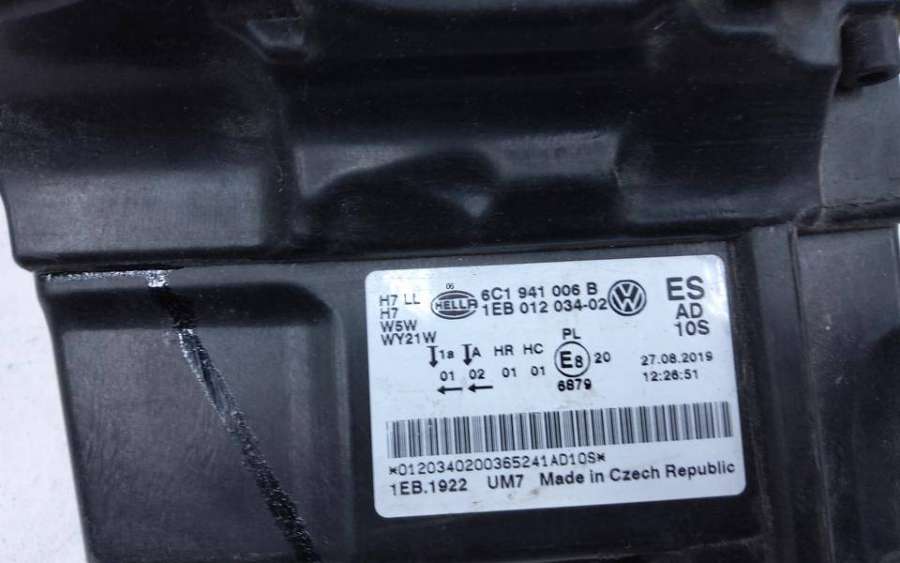 H7 LL
H7
W5W
WY21W
06
HELLA
6C1 941 006 B
1EB 012 034-02
VW
ES
AD
10S
1a A HR HC
01 02 01 01
PL
E8 20
6879
27.08.2019
12:26:51
*0120340200365241AD10S*
1EB.1922 UM7 Made in Czech Republic